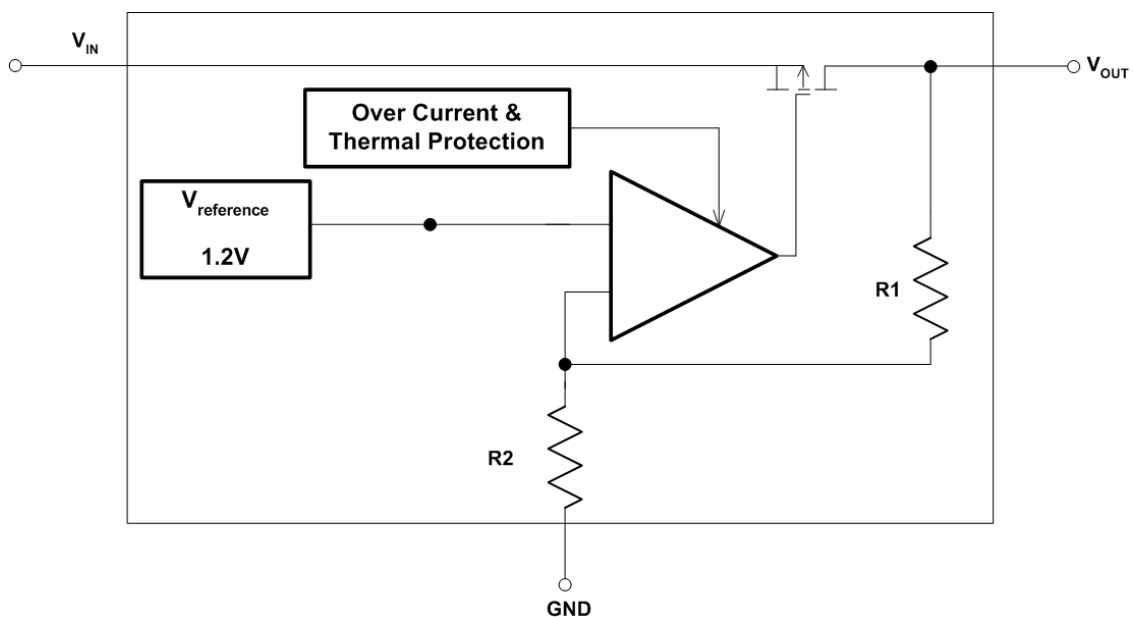 V_IN
V_OUT
Over Current &
Thermal Protection
V_reference
1.2V
R1
R2
GND